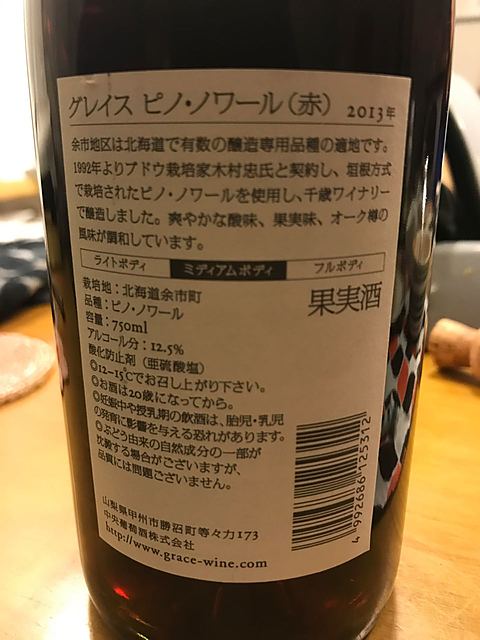 グレイス ピノ・ノワール（赤） 2013年
余市地区は北海道で有数の醸造専用品種の適地です。
1992年よりブドウ栽培家木村忠氏と契約し、垣根方式
で栽培されたピノ・ノワールを使用し、千歳ワイナリー
で醸造しました。爽やかな酸味、果実味、オーク樽の
風味が調和しています。
ライトボディ ミディアムボディ フルボディ
栽培地：北海道余市町
品種：ピノ・ノワール
果実酒
容量：750ml
アルコール分：12.5%
酸化防止剤（亜硫酸塩）
◎12-15℃でお召し上がり下さい。
◎お酒は20歳になってから。
◎妊娠中や授乳期の飲酒は、胎児・乳児
の発育に影響を与える恐れがあります。
◎ぶどう由来の自然成分の一部が
沈澱する場合がございますが、
品質には問題ございません。
4992686125312
山梨県甲州市勝沼町等々力173
中央葡萄酒株式会社
http://www.grace-wine.com